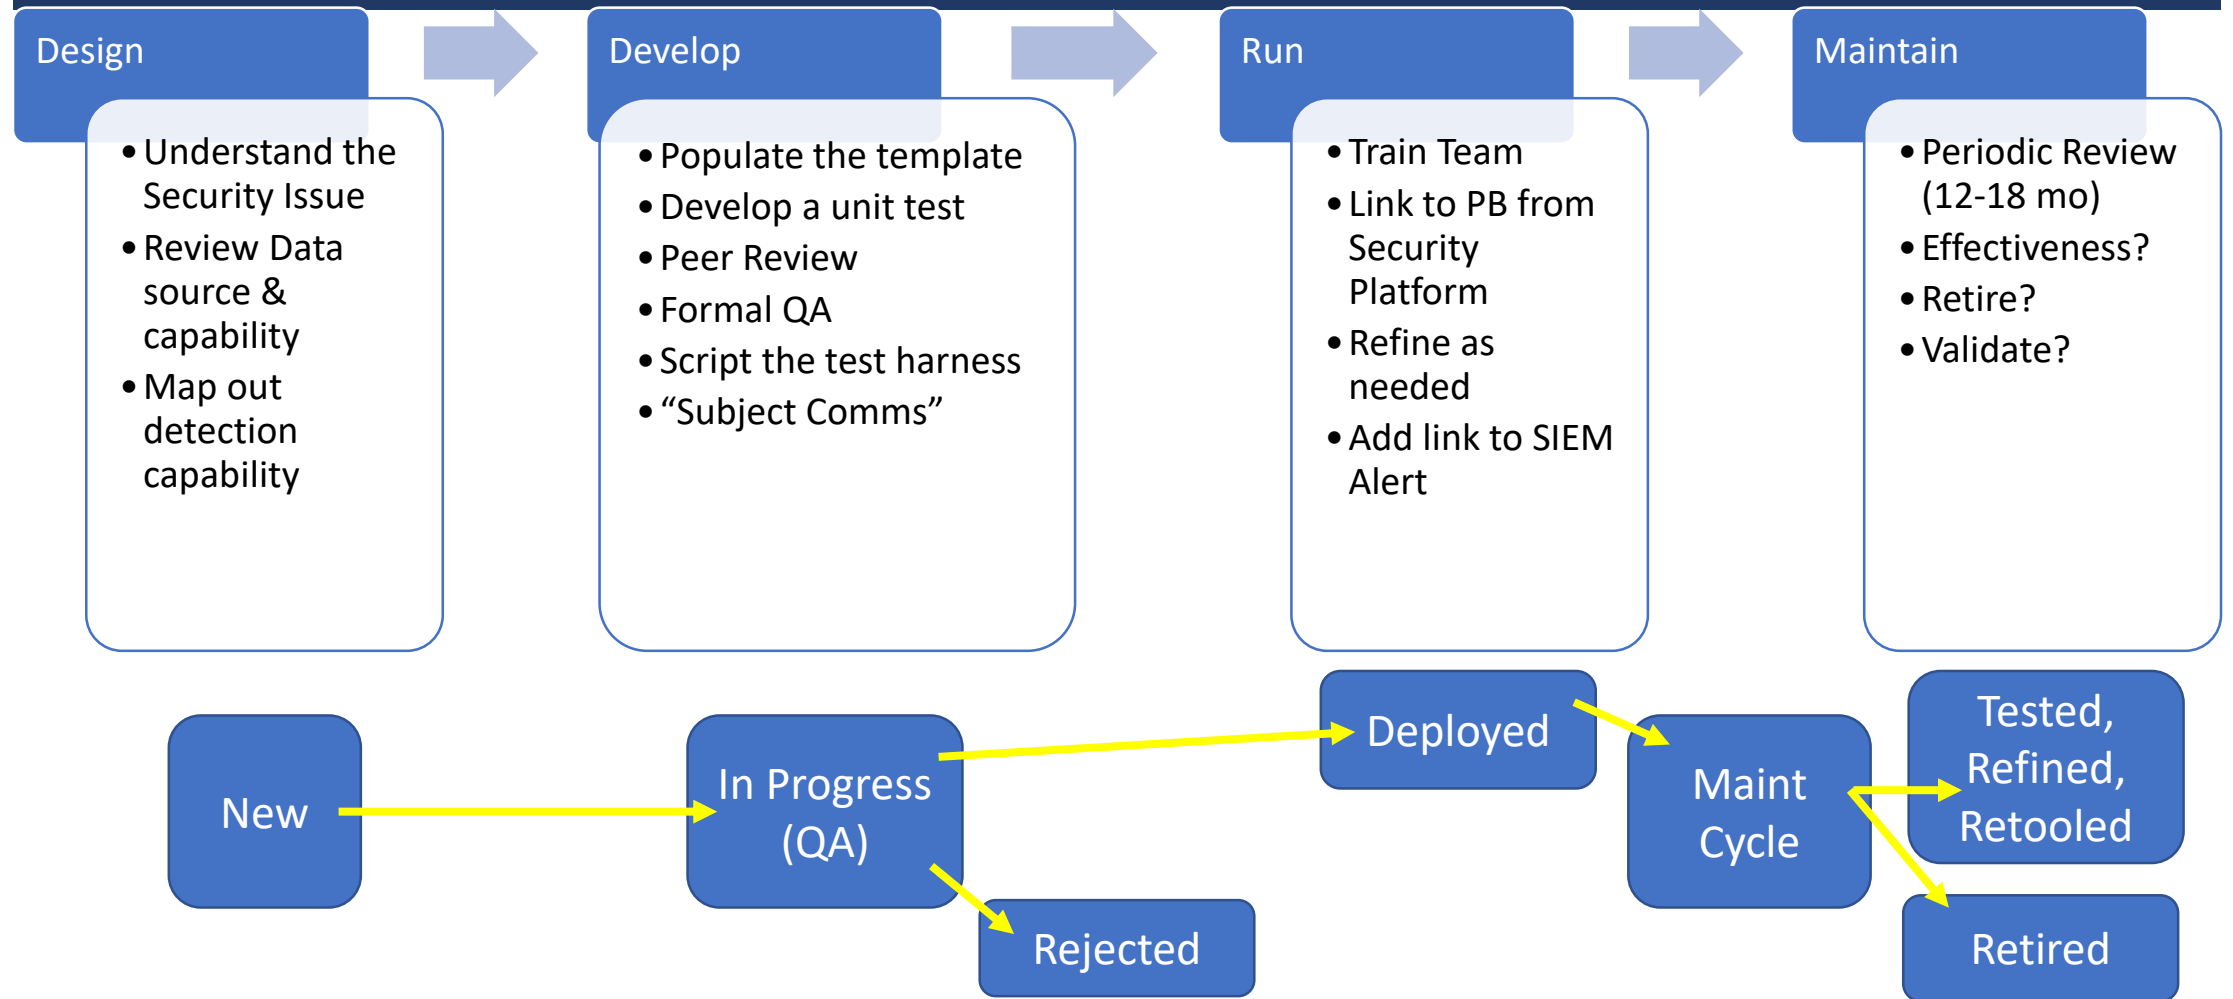 Design
• Understand the
Security Issue
• Review Data
source &
capability
• Map out
detection
capability
Develop
• Populate the template
• Develop a unit test
• Peer Review
• Formal QA
• Script the test harness
• “Subject Comms”
Run
• Train Team
• Link to PB from
Security
Platform
• Refine as
needed
• Add link to SIEM
Alert
Maintain
• Periodic Review
(12-18 mo)
• Effectiveness?
• Retire?
• Validate?
New
In Progress
(QA)
Rejected
Deployed
Maint
Cycle
Tested,
Refined,
Retooled
Retired